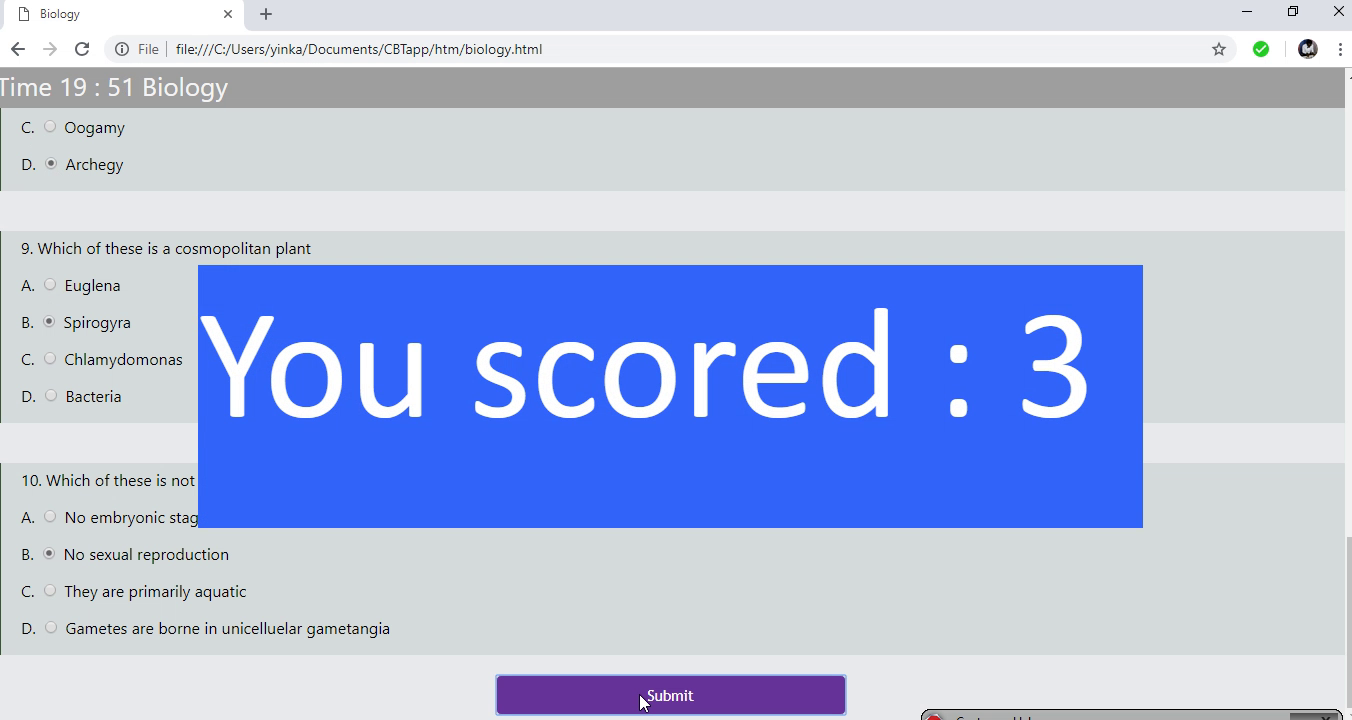 Biology
File file:///C:/Users/yinka/Documents/CBTapp/htm/biology.html
Time 19 : 51 Biology
C. Oogamy
D. Archegy
9. Which of these is a cosmopolitan plant
A. Euglena
B. Spirogyra
C. Chlamydomonas
D. Bacteria
You scored : 3
10. Which of these is not
A. No embryonic
B. No sexual reproduction
C. They are primarily aquatic
D. Gametes are borne in unicelluelar gametangia
Submit